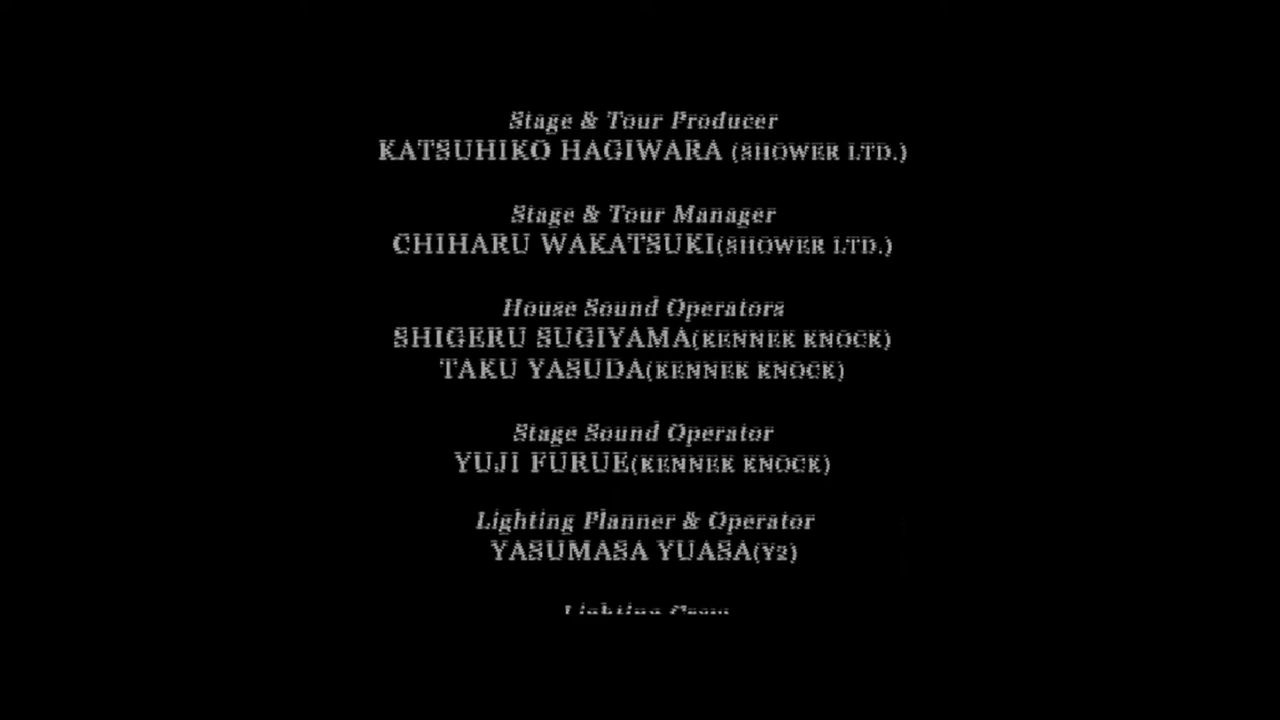 Stage & Tour Producer
KATSUHIKO HAGIWARA (SHOWER LTD.)
Stage & Tour Manager
CHIHARU WAKATSUKI(SHOWER LTD.)
House Sound Operators
SHIGERU SUGIYAMA(KENNEK KNOCK)
TAKU YASUDA(KENNEK KNOCK)
Stage Sound Operator
YUJI FURUE(KENNEK KNOCK)
Lighting Planner & Operator
YASUMASA YUASA(Y2)
Lighting Crew